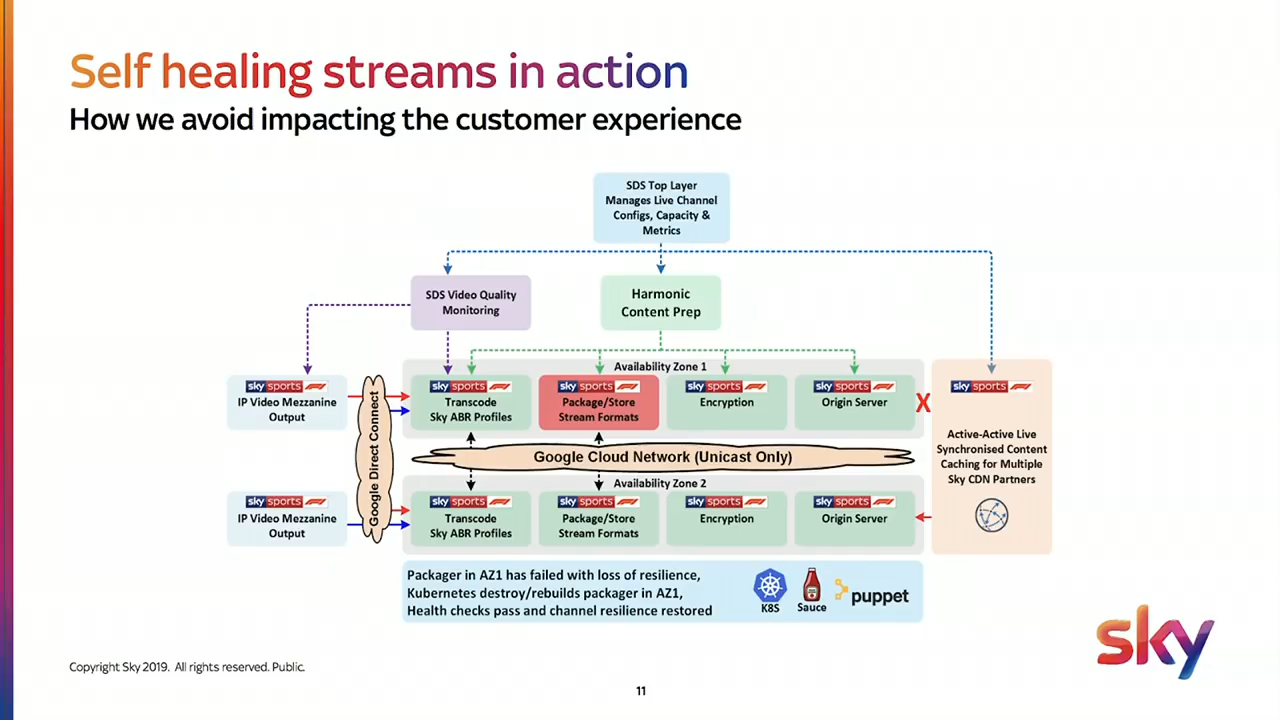 Self healing streams in action
How we avoid impacting the customer experience
SDS Top Layer
Manages Live Channel
Configs, Capacity &
Metrics
SDS Video Quality
Monitoring
Harmonic
Content Prep
Availability Zone 1
sky sports
IP Video Mezzanine
Output
Google Direct Connect
sky sports
Transcode
Sky ABR Profiles
sky sports
Package/Store
Stream Formats
sky sports
Encryption
sky sports
Origin Server
X
sky sports
Active-Active Live
Synchronised Content
Caching for Multiple
Sky CDN Partners
Google Cloud Network (Unicast Only)
Availability Zone 2
sky sports
IP Video Mezzanine
Output
sky sports
Transcode
Sky ABR Profiles
sky sports
Package/Store
Stream Formats
sky sports
Encryption
sky sports
Origin Server
Packager in AZ1 has failed with loss of resilience,
Kubernetes destroy/rebuilds packager in AZ1,
Health checks pass and channel resilience restored
K8S
Sauce
puppet
sky
Copyright Sky 2019. All rights reserved. Public.
11